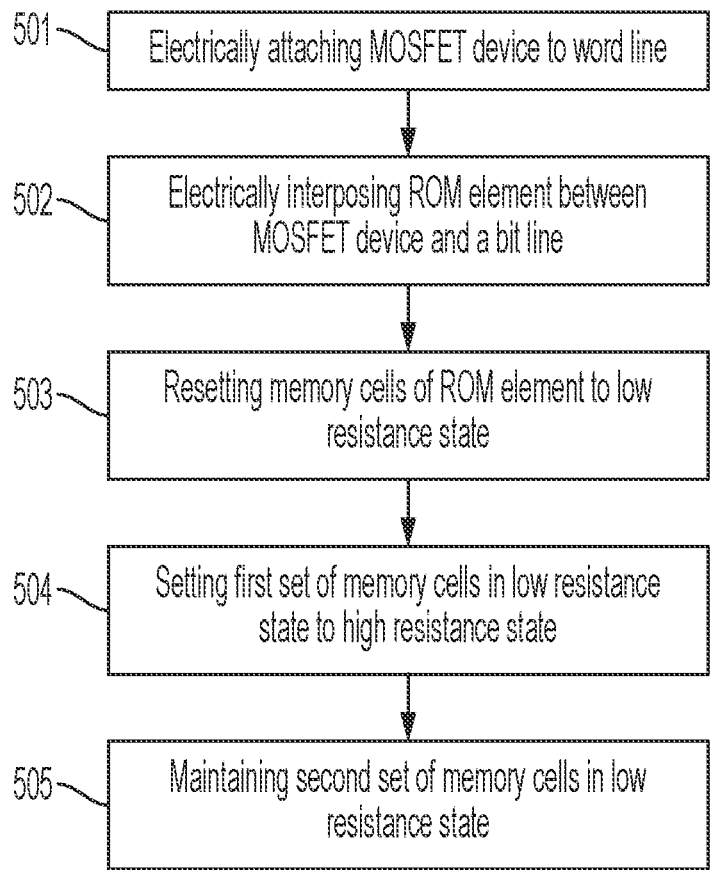 501
Electrically attaching MOSFET device to word line
502
Electrically interposing ROM element between
MOSFET device and a bit line
503
Resetting memory cells of ROM element to low
resistance state
504
Setting first set of memory cells in low resistance
state to high resistance state
505
Maintaining second set of memory cells in low
resistance state